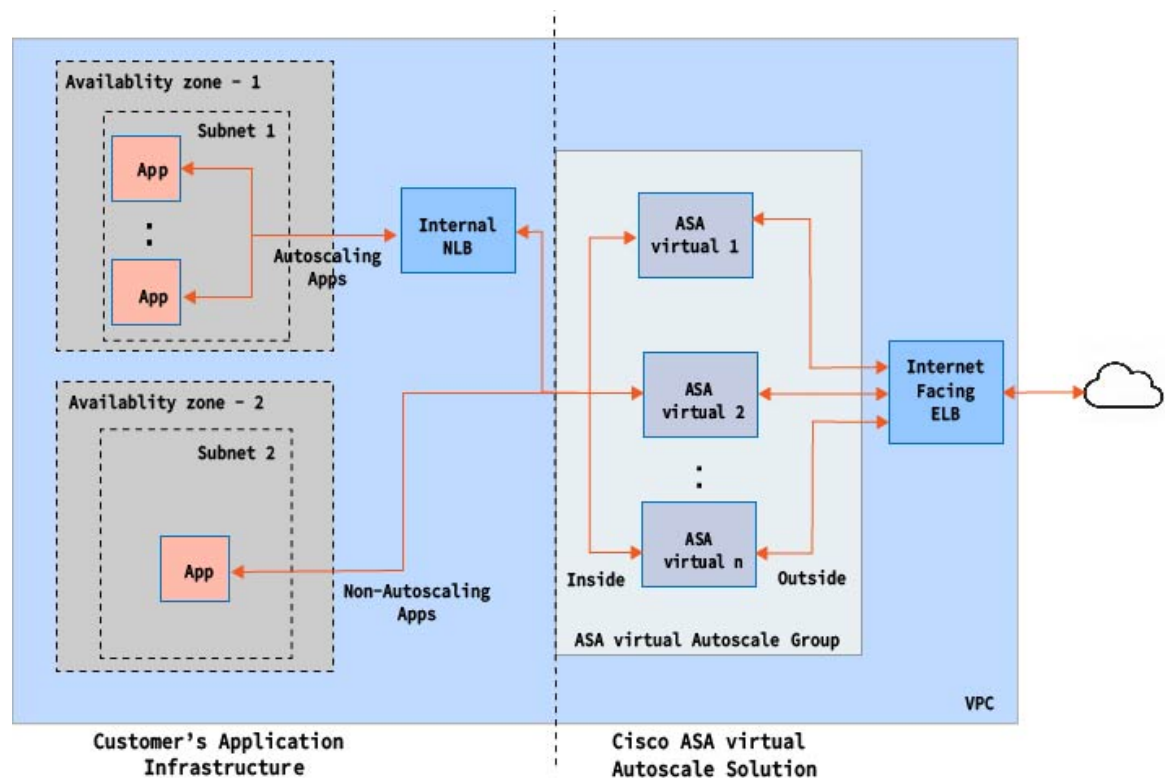 Availablity zone - 1
Subnet 1
App
:
App
Autoscaling
Apps
Internal
NLB
Availablity zone - 2
Subnet 2
App
Non-Autoscaling
Apps
ASA
virtual 1
ASA
virtual 2
:
ASA
virtual n
Inside
Outside
ASA virtual Autoscale Group
Internet
Facing
ELB
VPC
Customer's Application
Infrastructure
Cisco ASA virtual
Autoscale Solution